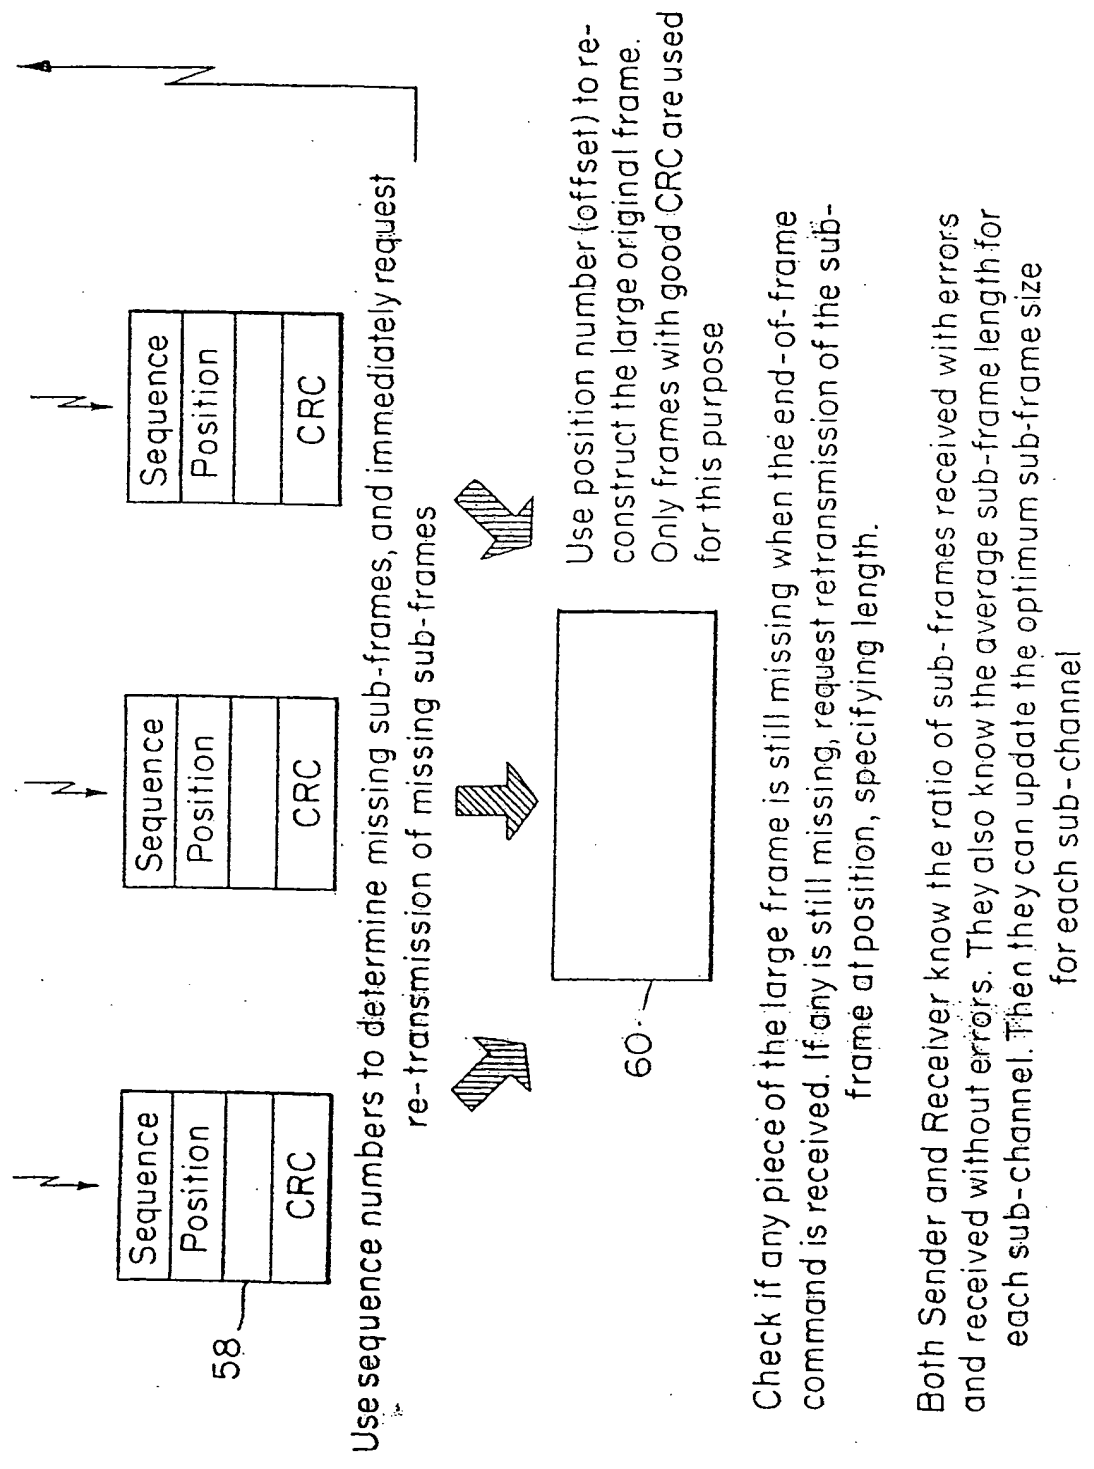 Sequence
Position
CRC
Sequence
Position
CRC
Sequence
Position
CRC
58
Use sequence numbers to determine missing sub-frames, and immediately request
re-transmission of missing sub-frames
60
Use position number (offset) to re-
construct the large original frame.
Only frames with good CRC are used
for this purpose
Check if any piece of the large frame is still missing when the end-of-frame
command is received. If any is still missing, request retransmission of the sub-
frame at position, specifying length.
Both Sender and Receiver know the ratio of sub-frames received with errors
and received without errors. They also know the average sub-frame length for
each sub-channel. Then they can update the optimum sub-frame size
for each sub-channel